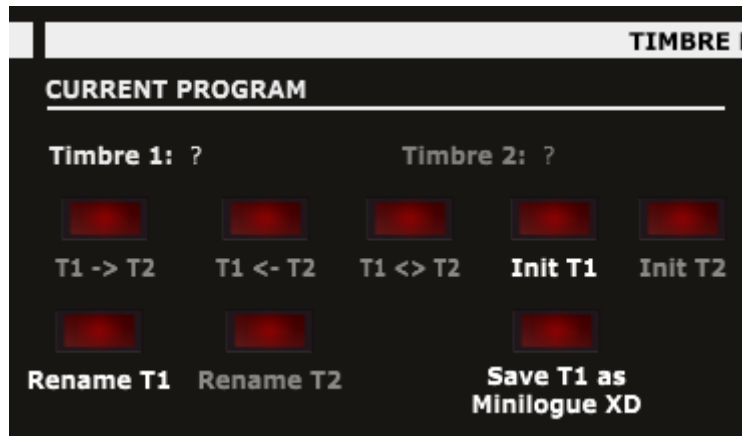 TIMBRE
CURRENT PROGRAM
Timbre 1: ? Timbre 2: ?
T1 -> T2 T1 <- T2 T1 <> T2 Init T1 Init T2
Rename T1 Rename T2 Save T1 as
Minilogue XD